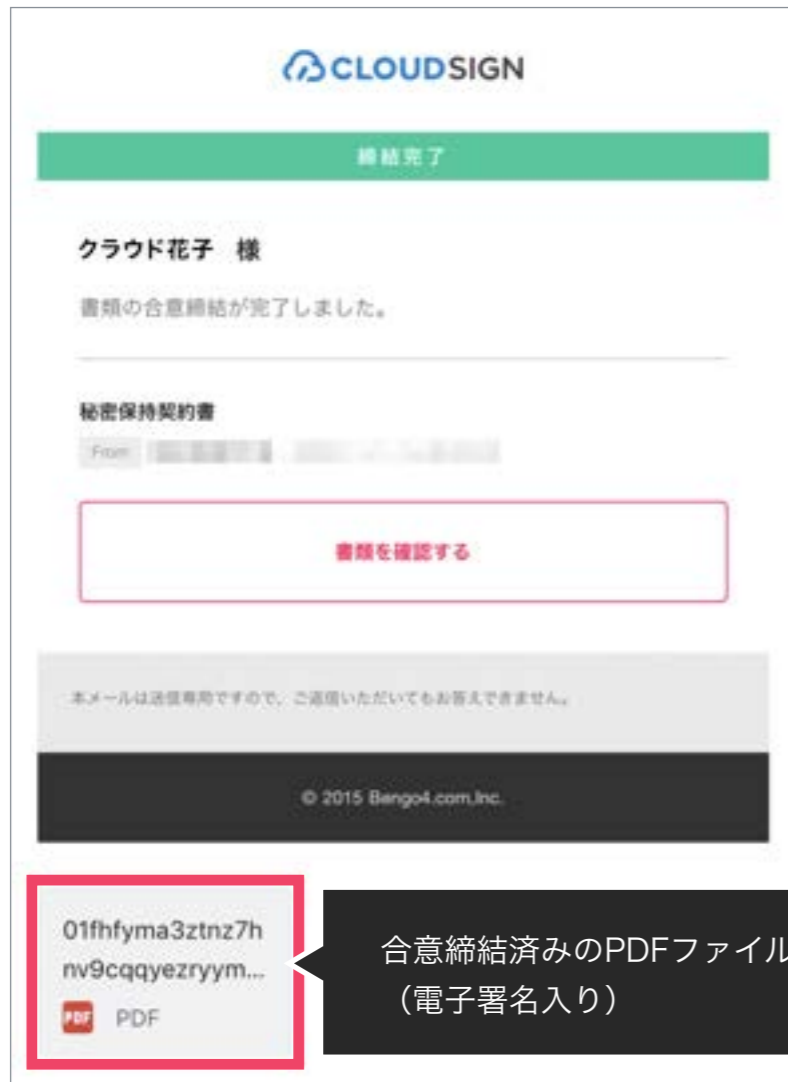 CLOUDSIGN
締結完了
クラウド花子 様
書類の合意締結が完了しました。
秘密保持契約書
From
書類を確認する
本メールは送信専用ですので、ご返信いただいてもお答えできません。
© 2015 Bengo4.com,Inc.
01fhfyma3ztnz7h
nv9cqqyezryym...
PDF PDF
合意締結済みのPDFファイル
（電子署名入り）